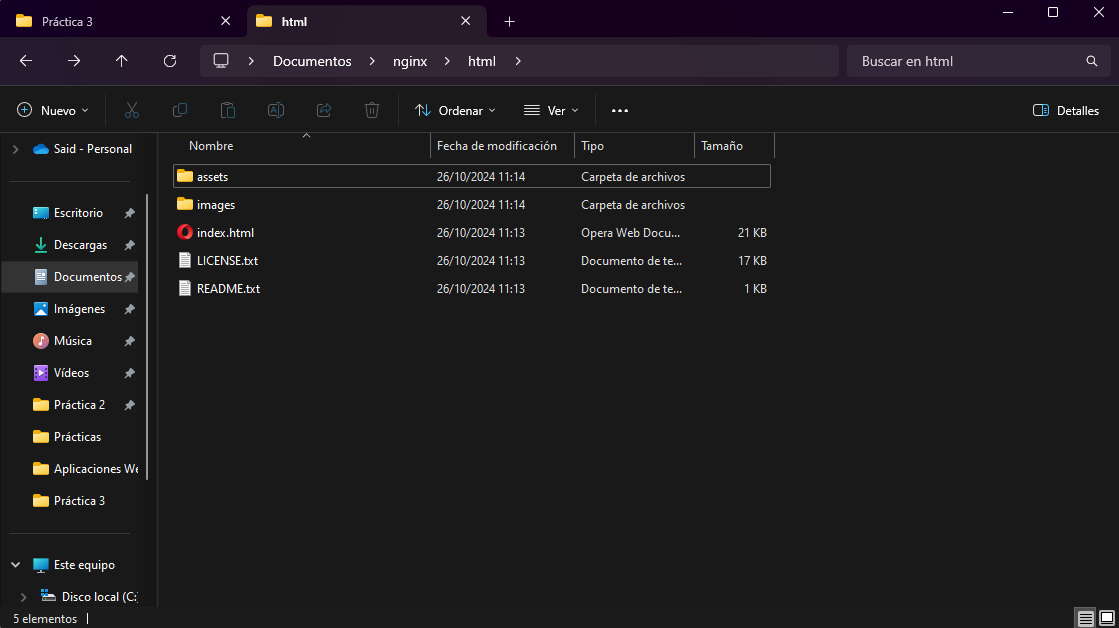 Práctica 3
html
Documentos
nginx
html
Buscar en html
Nuevo
Ordenar
Ver
Detalles
Said - Personal
Escritorio
Descargas
Documentos
Imágenes
Música
Vídeos
Práctica 2
Prácticas
Aplicaciones We
Práctica 3
Este equipo
Disco local (C:
Nombre Fecha de modificación Tipo Tamaño
assets 26/10/2024 11:14 Carpeta de archivos
images 26/10/2024 11:14 Carpeta de archivos
index.html 26/10/2024 11:13 Opera Web Docu... 21 KB
LICENSE.txt 26/10/2024 11:13 Documento de te... 17 KB
README.txt 26/10/2024 11:13 Documento de te... 1 KB
5 elementos